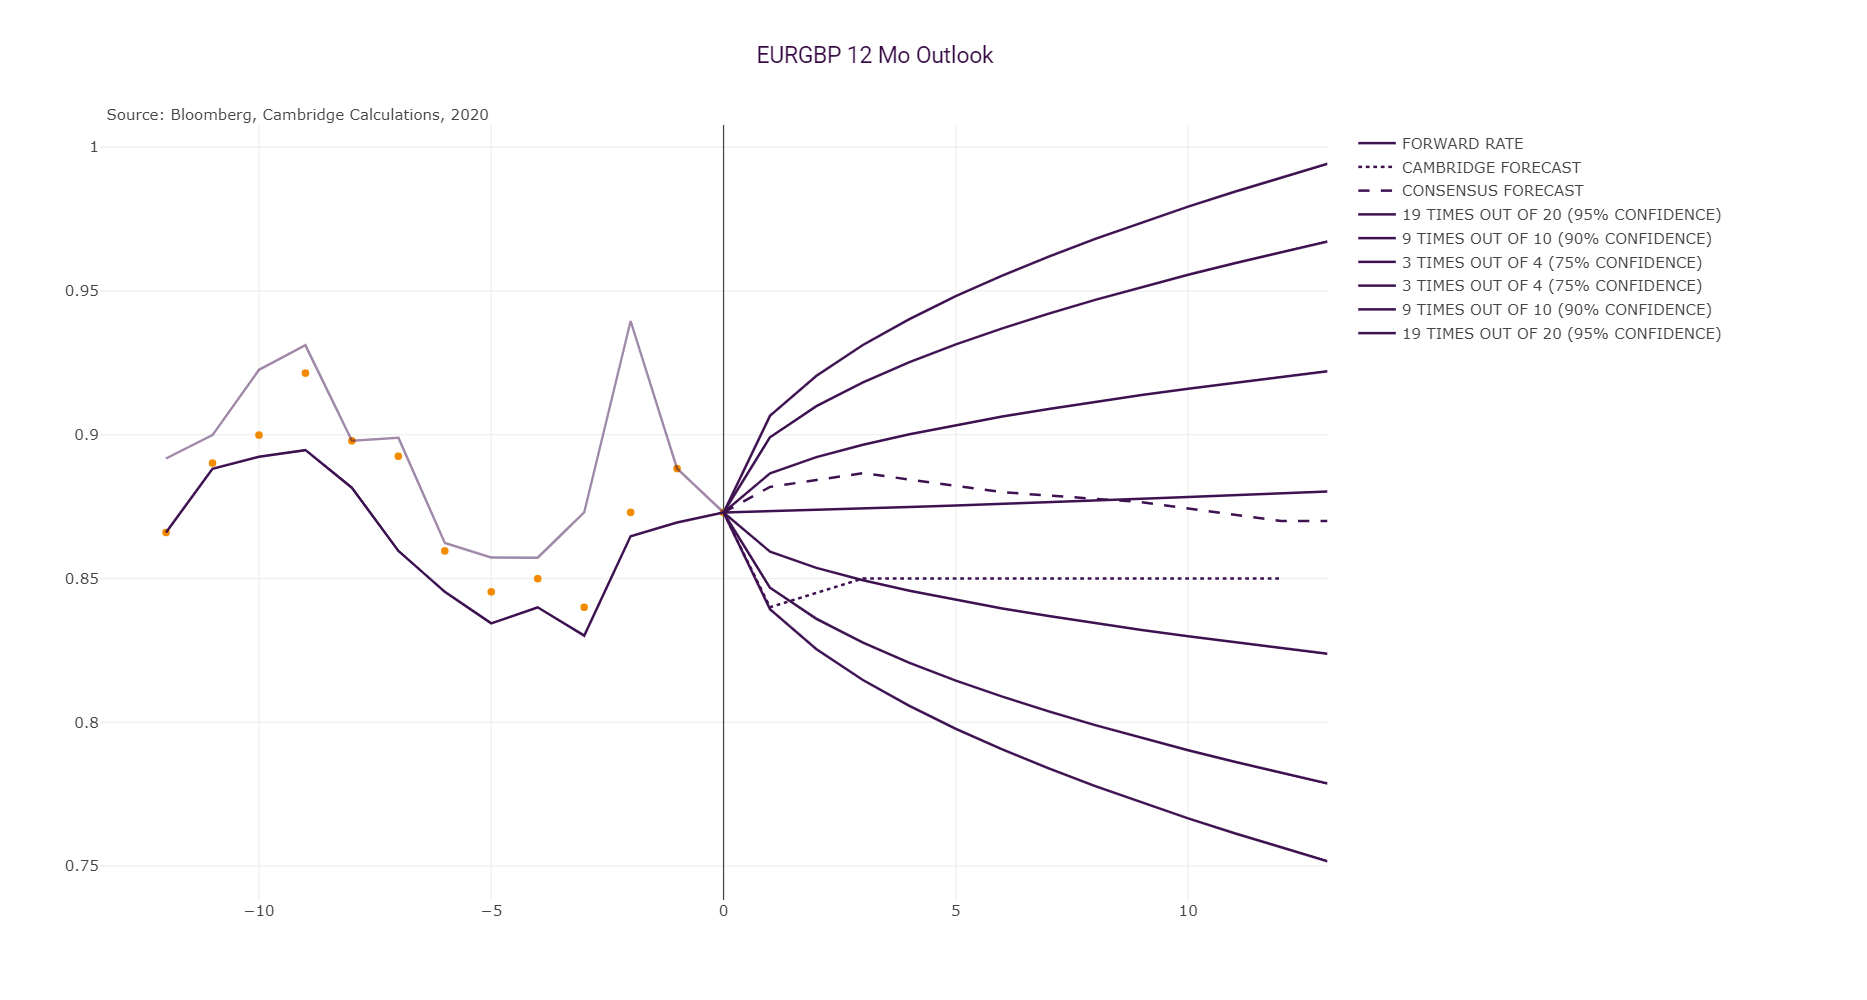 EURGBP 12 Mo Outlook
Source: Bloomberg, Cambridge Calculations, 2020
1
0.95
0.9
0.85
0.8
0.75
−10
−5
0
5
10
FORWARD RATE
CAMBRIDGE FORECAST
CONSENSUS FORECAST
19 TIMES OUT OF 20 (95% CONFIDENCE)
9 TIMES OUT OF 10 (90% CONFIDENCE)
3 TIMES OUT OF 4 (75% CONFIDENCE)
3 TIMES OUT OF 4 (75% CONFIDENCE)
9 TIMES OUT OF 10 (90% CONFIDENCE)
19 TIMES OUT OF 20 (95% CONFIDENCE)